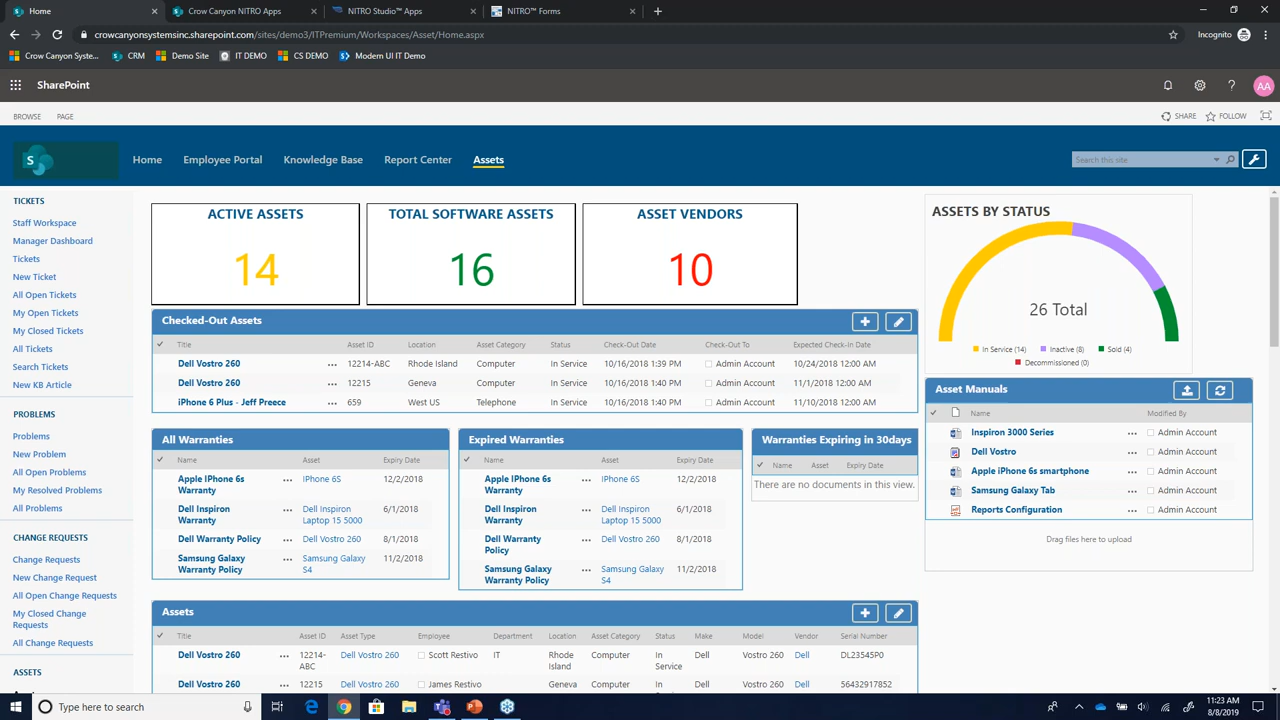 Home
Crow Canyon NITRO Apps
NITRO Studio™ Apps
NITRO™ Forms
crowcanyonsystemsinc.sharepoint.com/sites/demo3/ITPremium/Workspaces/Asset/Home.aspx
Incognito
Crow Canyon Syste...
CRM
Demo Site
IT DEMO
CS DEMO
Modern UI IT Demo
SharePoint
AA
BROWSE PAGE
SHARE FOLLOW
S
Home Employee Portal Knowledge Base Report Center Assets
Search this site
TICKETS
Staff Workspace
Manager Dashboard
Tickets
New Ticket
All Open Tickets
My Open Tickets
My Closed Tickets
All Tickets
Search Tickets
New KB Article
PROBLEMS
Problems
New Problem
All Open Problems
My Resolved Problems
All Problems
CHANGE REQUESTS
Change Requests
New Change Request
All Open Change Requests
My Closed Change
Requests
All Change Requests
ASSETS
ACTIVE ASSETS
14
TOTAL SOFTWARE ASSETS
16
ASSET VENDORS
10
Checked-Out Assets
Title Asset ID Location Asset Category Status Check-Out Date Check-Out To Expected Check-In Date
Dell Vostro 260 ... 12214-ABC Rhode Island Computer In Service 10/16/2018 1:39 PM Admin Account 10/24/2018 12:00 AM
Dell Vostro 260 ... 12215 Geneva Computer In Service 10/16/2018 1:40 PM Admin Account 11/1/2018 12:00 AM
iPhone 6 Plus - Jeff Preece ... 659 West US Telephone In Service 10/16/2018 1:40 PM Admin Account 11/10/2018 12:00 AM
All Warranties
Name Asset Expiry Date
Apple IPhone 6s ... IPhone 6S 12/2/2018
Warranty
Dell Inspiron ... Dell Inspiron 6/1/2018
Warranty Laptop 15 5000
Dell Warranty Policy ... Dell Vostro 260 8/1/2018
Samsung Galaxy ... Samsung Galaxy 11/2/2018
Warranty Policy S4
Expired Warranties
Name Asset Expiry Date
Apple IPhone 6s ... IPhone 6S 12/2/2018
Warranty
Dell Inspiron ... Dell Inspiron 6/1/2018
Warranty Laptop 15 5000
Dell Warranty ... Dell Vostro 260 8/1/2018
Policy
Samsung Galaxy ... Samsung Galaxy 11/2/2018
Warranty Policy S4
Warranties Expiring in 30days
Name Asset Expiry Date
There are no documents in this view.
Assets
Title Asset ID Asset Type Employee Department Location Asset Category Status Make Model Vendor Serial Number
Dell Vostro 260 ... 12214- Dell Vostro 260 Scott Restivo IT Rhode Computer In Dell Vostro 260 Dell DL23545P0
ABC Island Service
Dell Vostro 260 ... 12215 Dell Vostro 260 James Restivo Geneva Computer In Dell Vostro 260 Dell 56432917852
ASSETS BY STATUS
26 Total
In Service (14) Inactive (8) Sold (4)
Decommissioned (0)
Asset Manuals
Name Modified By
Inspiron 3000 Series ... Admin Account
Dell Vostro ... Admin Account
Apple iPhone 6s smartphone ... Admin Account
Samsung Galaxy Tab ... Admin Account
Reports Configuration ... Admin Account
Drag files here to upload
Type here to search
11:23 AM
8/8/2019